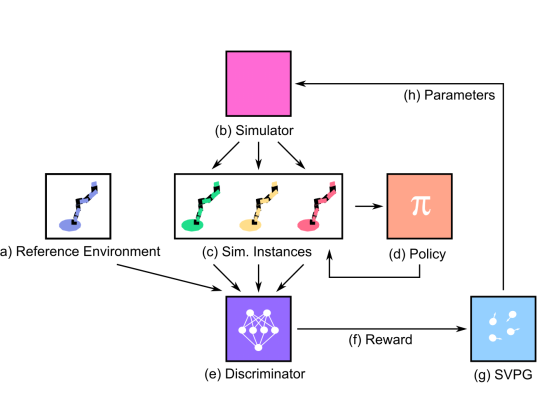 (h) Parameters
(b) Simulator
π
a) Reference Environment
(c) Sim. Instances
(d) Policy
(f) Reward
(e) Discriminator
(g) SVPG